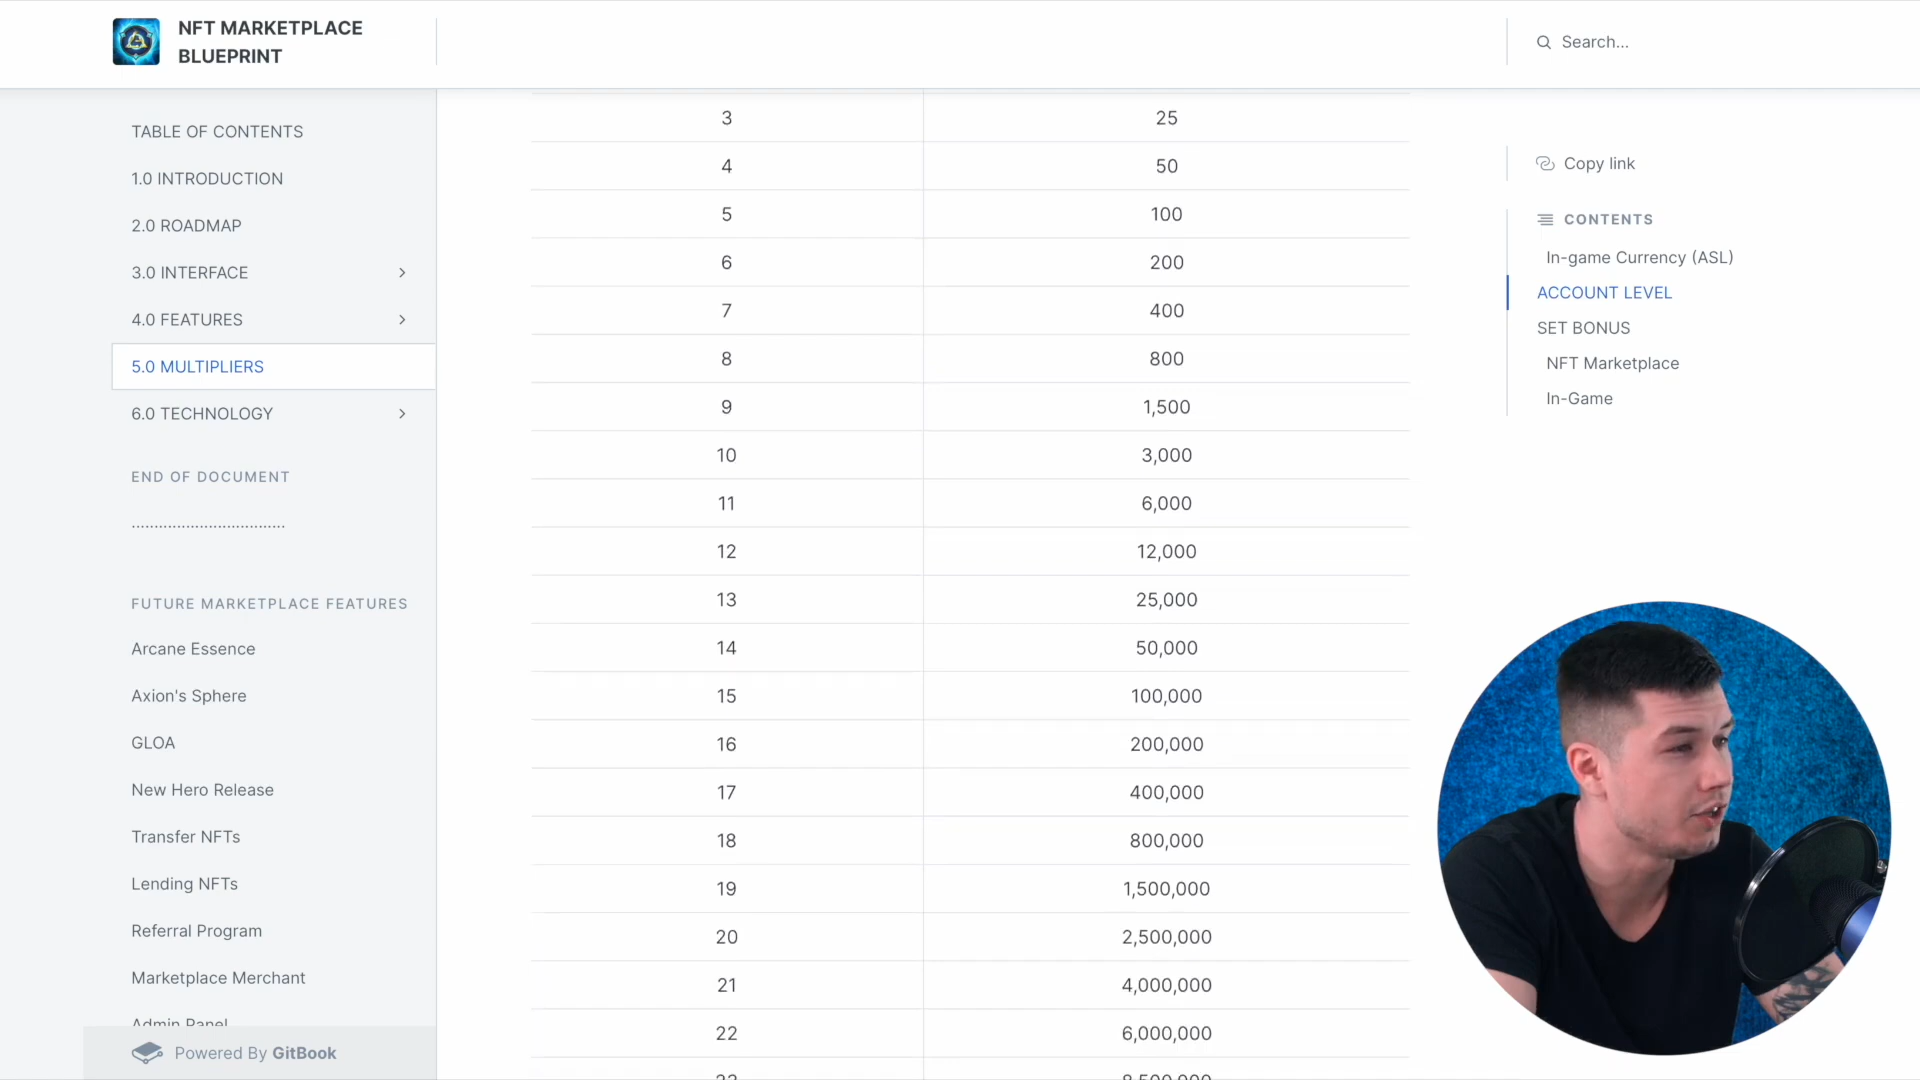 NFT MARKETPLACE
BLUEPRINT
Search...
TABLE OF CONTENTS
1.0 INTRODUCTION
2.0 ROADMAP
3.0 INTERFACE
4.0 FEATURES
5.0 MULTIPLIERS
6.0 TECHNOLOGY
END OF DOCUMENT
..................................
FUTURE MARKETPLACE FEATURES
Arcane Essence
Axion's Sphere
GLOA
New Hero Release
Transfer NFTs
Lending NFTs
Referral Program
Marketplace Merchant
Admin Panel
Powered By GitBook
3 25
4 50
5 100
6 200
7 400
8 800
9 1,500
10 3,000
11 6,000
12 12,000
13 25,000
14 50,000
15 100,000
16 200,000
17 400,000
18 800,000
19 1,500,000
20 2,500,000
21 4,000,000
22 6,000,000
23 8,500,000
Copy link
CONTENTS
In-game Currency (ASL)
ACCOUNT LEVEL
SET BONUS
NFT Marketplace
In-Game